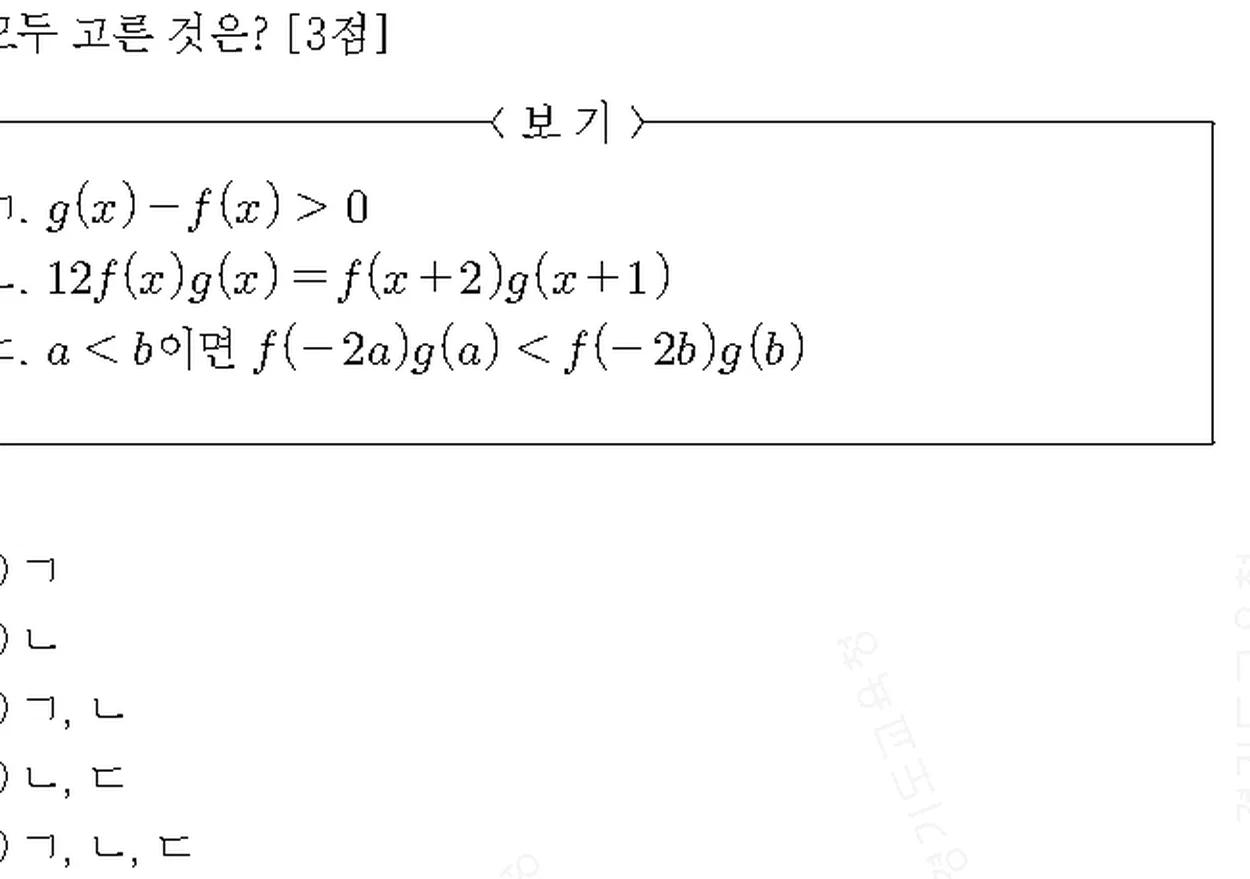 모두 고른 것은? [3점]
< 보 기 >
ㄱ. g(x)-f(x) > 0
ㄴ. 12f(x)g(x)=f(x+2)g(x+1)
ㄷ. a < b이면 f(-2a)g(a) < f(-2b)g(b)
) ㄱ
) ㄴ
) ㄱ, ㄴ
) ㄴ, ㄷ
) ㄱ, ㄴ, ㄷ